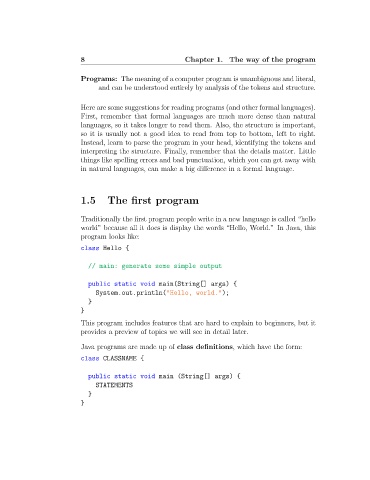 8 Chapter 1. The way of the program
Programs: The meaning of a computer program is unambiguous and literal,
and can be understood entirely by analysis of the tokens and structure.
Here are some suggestions for reading programs (and other formal languages).
First, remember that formal languages are much more dense than natural
languages, so it takes longer to read them. Also, the structure is important,
so it is usually not a good idea to read from top to bottom, left to right.
Instead, learn to parse the program in your head, identifying the tokens and
interpreting the structure. Finally, remember that the details matter. Little
things like spelling errors and bad punctuation, which you can get away with
in natural languages, can make a big difference in a formal language.
1.5 The first program
Traditionally the first program people write in a new language is called “hello
world” because all it does is display the words “Hello, World.” In Java, this
program looks like:
class Hello {
// main: generate some simple output
public static void main(String[] args) {
System.out.println("Hello, world.");
}
}
This program includes features that are hard to explain to beginners, but it
provides a preview of topics we will see in detail later.
Java programs are made up of class definitions, which have the form:
class CLASSNAME {
public static void main (String[] args) {
STATEMENTS
}
}